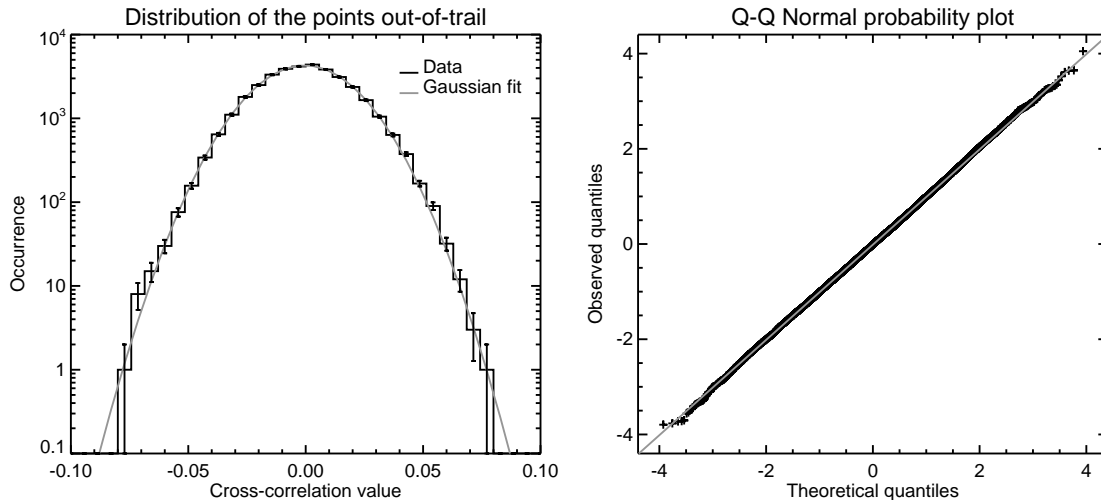 Distribution of the points out-of-trail
10^4
10^3
10^2
10
1
0.1
Occurrence
Data
Gaussian fit
-0.10 -0.05 0.00 0.05 0.10
Cross-correlation value
Q-Q Normal probability plot
4
2
0
-2
-4
Observed quantiles
-4 -2 0 2 4
Theoretical quantiles